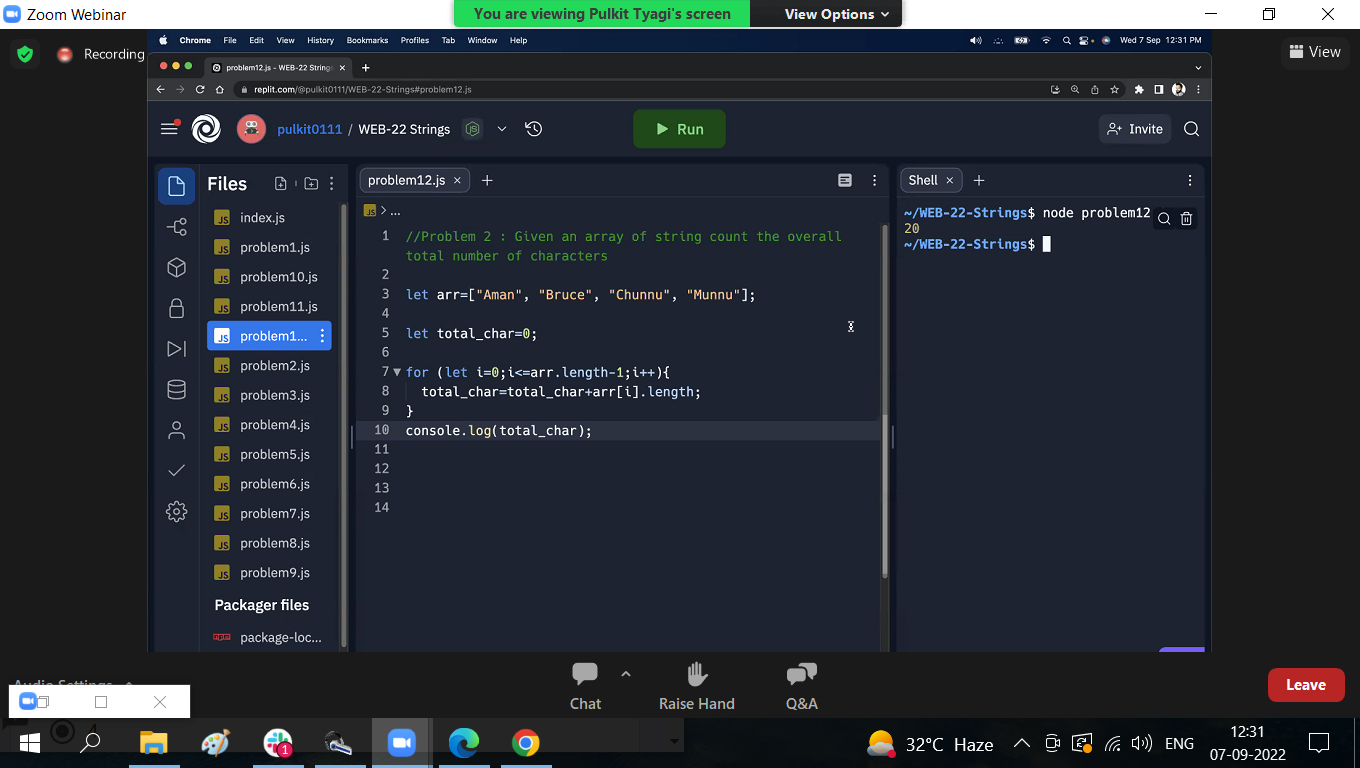 Zoom Webinar
You are viewing Pulkit Tyagi's screen
View Options
Recording
View
Chrome File Edit View History Bookmarks Profiles Tab Window Help
Wed 7 Sep 12:31 PM
problem12.js - WEB-22 Strings
replit.com/@pulkit0111/WEB-22-Strings#problem12.js
pulkit0111 / WEB-22 Strings
Run
Invite
Files
index.js
problem1.js
problem10.js
problem11.js
problem1...
problem2.js
problem3.js
problem4.js
problem5.js
problem6.js
problem7.js
problem8.js
problem9.js
Packager files
package-loc...
problem12.js
JS > ...
1 //Problem 2 : Given an array of string count the overall
total number of characters
2
3 let arr=["Aman", "Bruce", "Chunnu", "Munnu"];
4
5 let total_char=0;
6
7 for (let i=0;i<=arr.length-1;i++){
8 total_char=total_char+arr[i].length;
9 }
10 console.log(total_char);
11
12
13
14
Shell
~/WEB-22-Strings$ node problem12
20
~/WEB-22-Strings$
Audio Settings
Chat
Raise Hand
Q&A
Leave
1
32°C Haze
ENG
12:31
07-09-2022